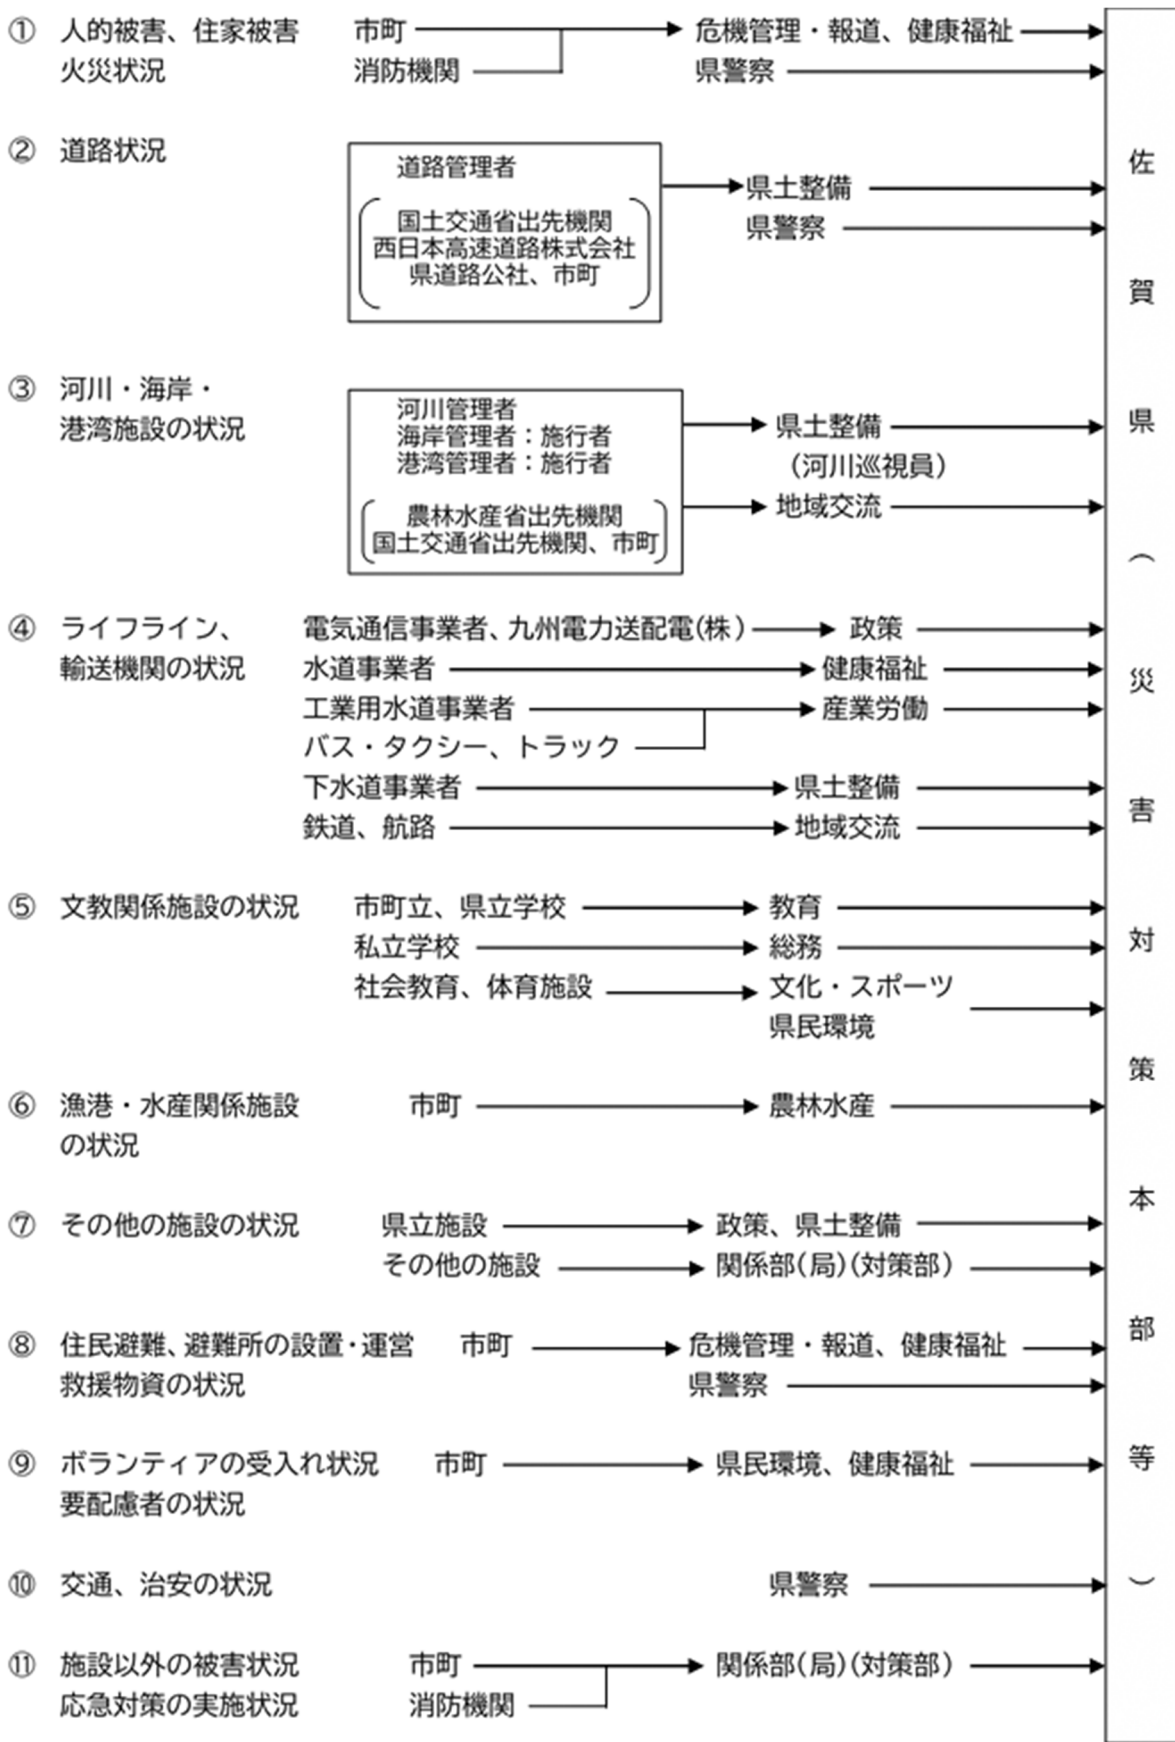 ① 人的被害、住家被害 市町 危機管理・報道、健康福祉
火災状況 消防機関 県警察
② 道路状況
道路管理者
国土交通省出先機関
西日本高速道路株式会社
県道路公社、市町
県土整備
県警察
③ 河川・海岸・
港湾施設の状況
河川管理者
海岸管理者：施行者
港湾管理者：施行者
農林水産省出先機関
国土交通省出先機関、市町
県土整備
（河川巡視員）
地域交流
④ ライフライン、 電気通信事業者、九州電力送配電(株) 政策
輸送機関の状況 水道事業者 健康福祉
工業用水道事業者 産業労働
バス・タクシー、トラック
下水道事業者 県土整備
鉄道、航路 地域交流
⑤ 文教関係施設の状況 市町立、県立学校 教育
私立学校 総務
社会教育、体育施設 文化・スポーツ
県民環境
⑥ 漁港・水産関係施設 市町 農林水産
の状況
⑦ その他の施設の状況 県立施設 政策、県土整備
その他の施設 関係部(局)(対策部)
⑧ 住民避難、避難所の設置・運営 市町 危機管理・報道、健康福祉
救援物資の状況 県警察
⑨ ボランティアの受入れ状況 市町 県民環境、健康福祉
要配慮者の状況
⑩ 交通、治安の状況 県警察
⑪ 施設以外の被害状況 市町 関係部(局)(対策部)
応急対策の実施状況 消防機関
佐賀県（災害対策本部等）